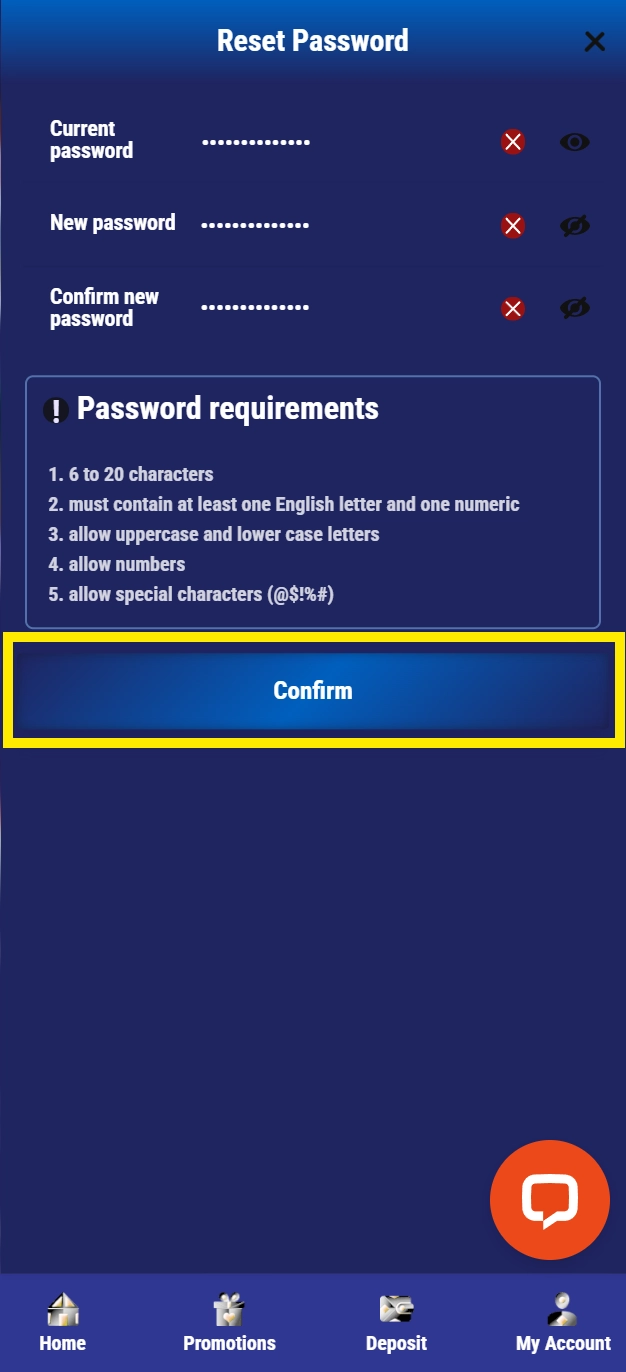 Reset Password
Current
password
••••••••••••••
New password
••••••••••••••
Confirm new
password
••••••••••••••
Password requirements
1. 6 to 20 characters
2. must contain at least one English letter and one numeric
3. allow uppercase and lower case letters
4. allow numbers
5. allow special characters (@$!%#)
Confirm
Home
Promotions
Deposit
My Account